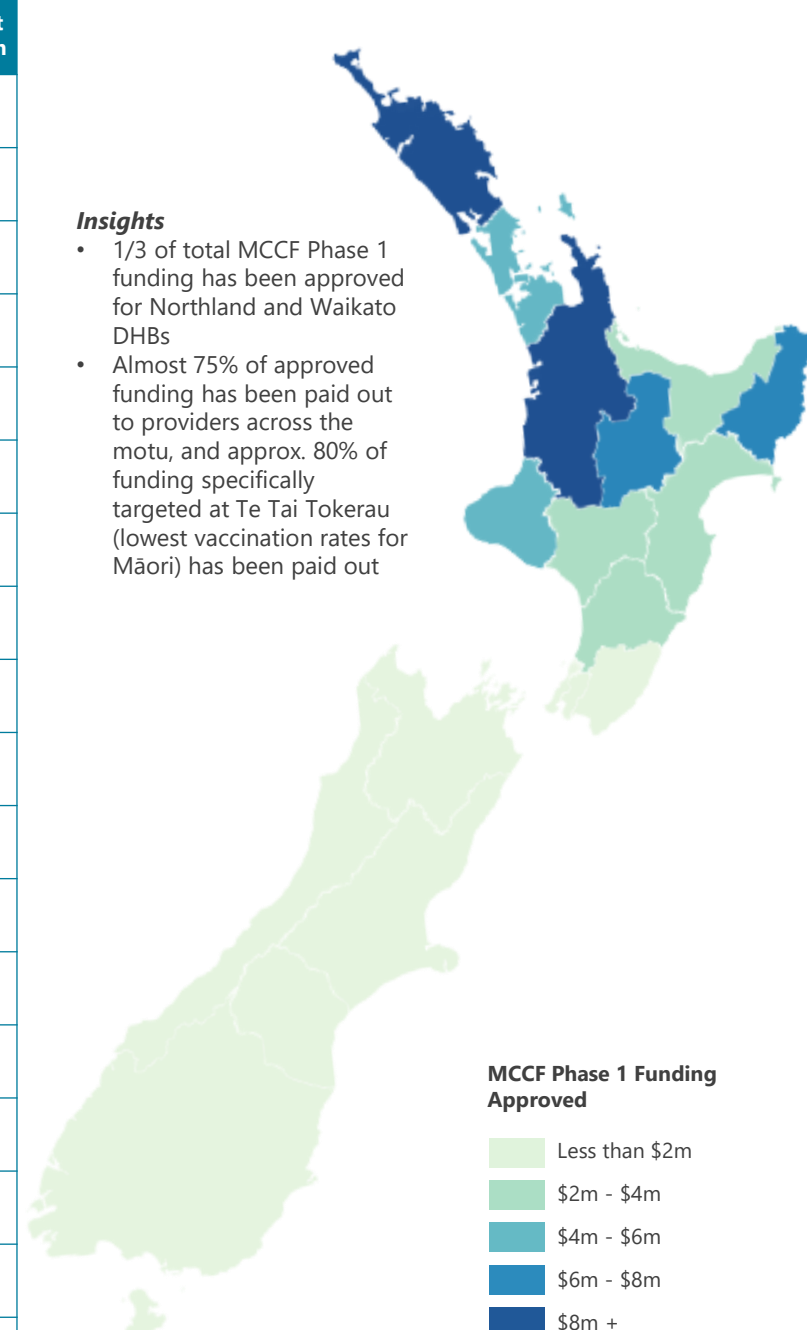 t
n
Insights
• 1/3 of total MCCF Phase 1
funding has been approved
for Northland and Waikato
DHBs
• Almost 75% of approved
funding has been paid out
to providers across the
motu, and approx. 80% of
funding specifically
targeted at Te Tai Tokerau
(lowest vaccination rates for
Māori) has been paid out
MCCF Phase 1 Funding
Approved
Less than $2m
$2m - $4m
$4m - $6m
$6m - $8m
$8m +